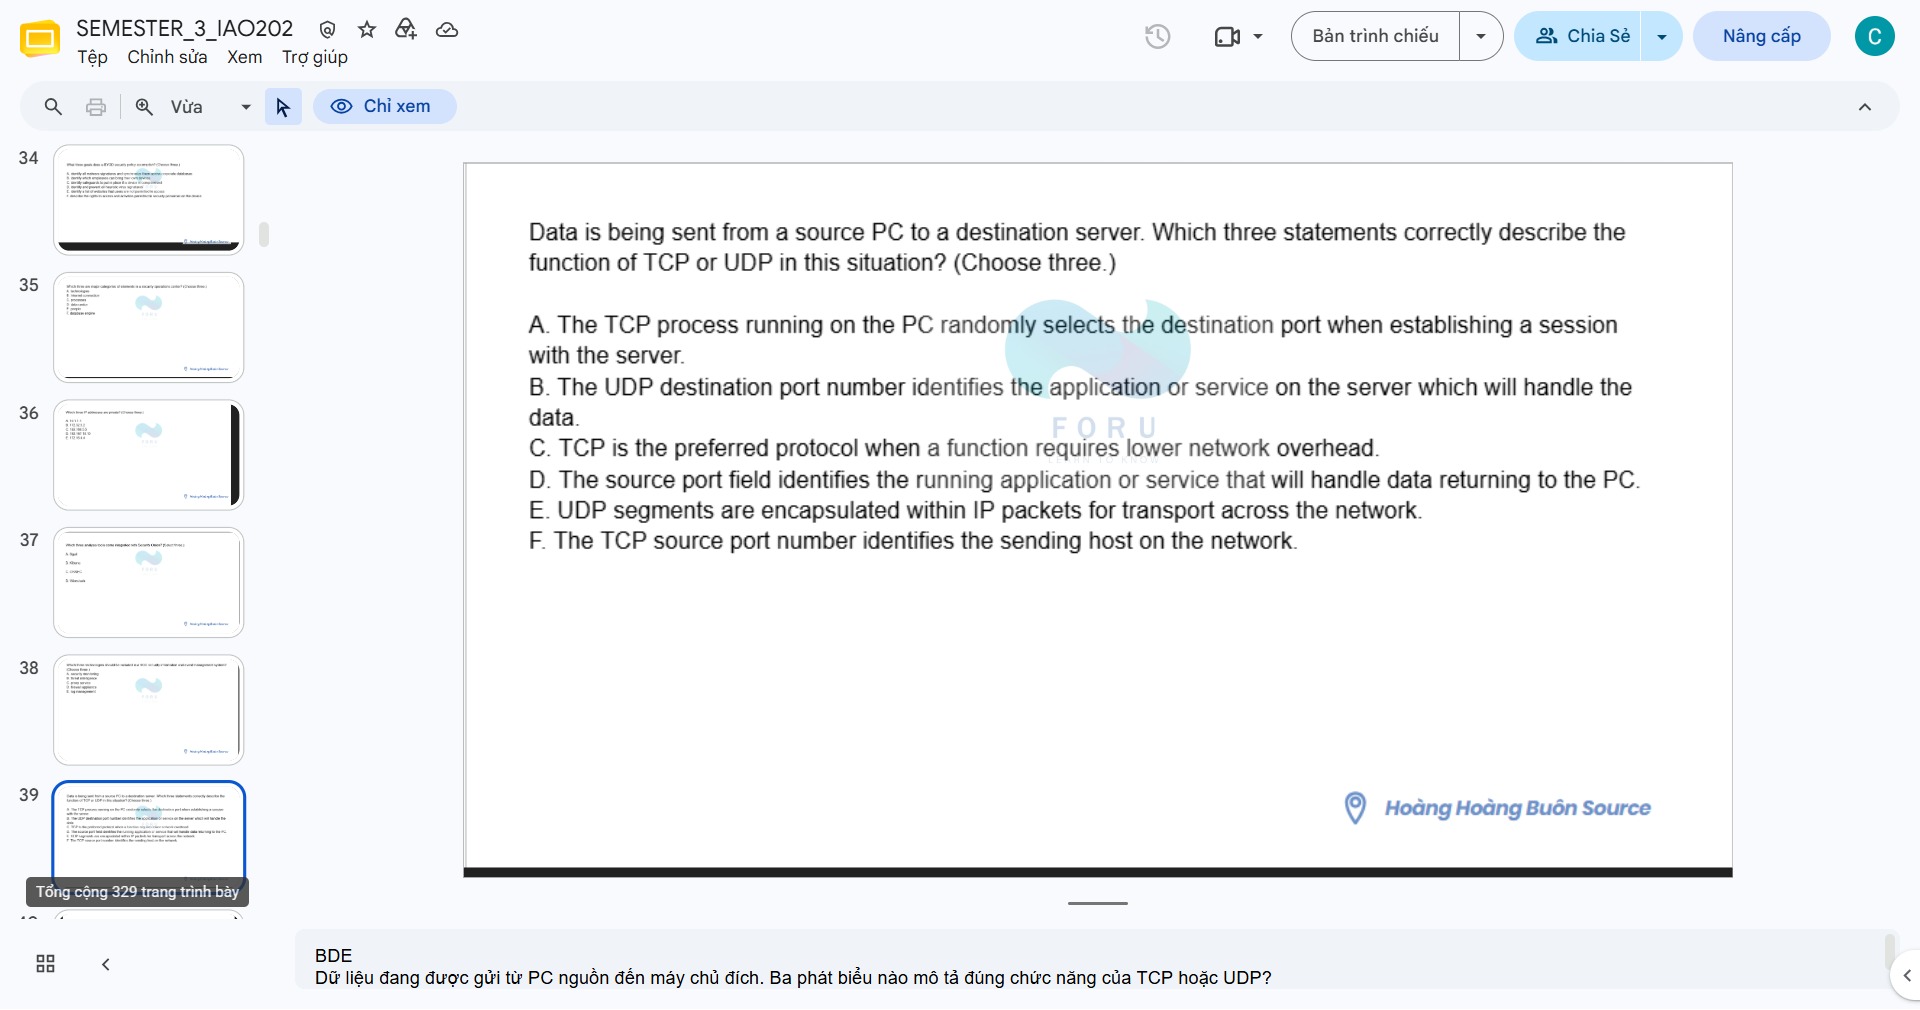 SEMESTER_3_IAO202
Tệp Chỉnh sửa Xem Trợ giúp
Bản trình chiếu
Chia Sẻ
Nâng cấp
C
Vừa
Chỉ xem
34
35
36
37
38
39
Tổng cộng 329 trang trình bày
Data is being sent from a source PC to a destination server. Which three statements correctly describe the
function of TCP or UDP in this situation? (Choose three.)
A. The TCP process running on the PC randomly selects the destination port when establishing a session
with the server.
B. The UDP destination port number identifies the application or service on the server which will handle the
data.
FORU
C. TCP is the preferred protocol when a function requires lower network overhead.
D. The source port field identifies the running application or service that will handle data returning to the PC.
E. UDP segments are encapsulated within IP packets for transport across the network.
F. The TCP source port number identifies the sending host on the network.
Hoàng Hoàng Buôn Source
BDE
Dữ liệu đang được gửi từ PC nguồn đến máy chủ đích. Ba phát biểu nào mô tả đúng chức năng của TCP hoặc UDP?